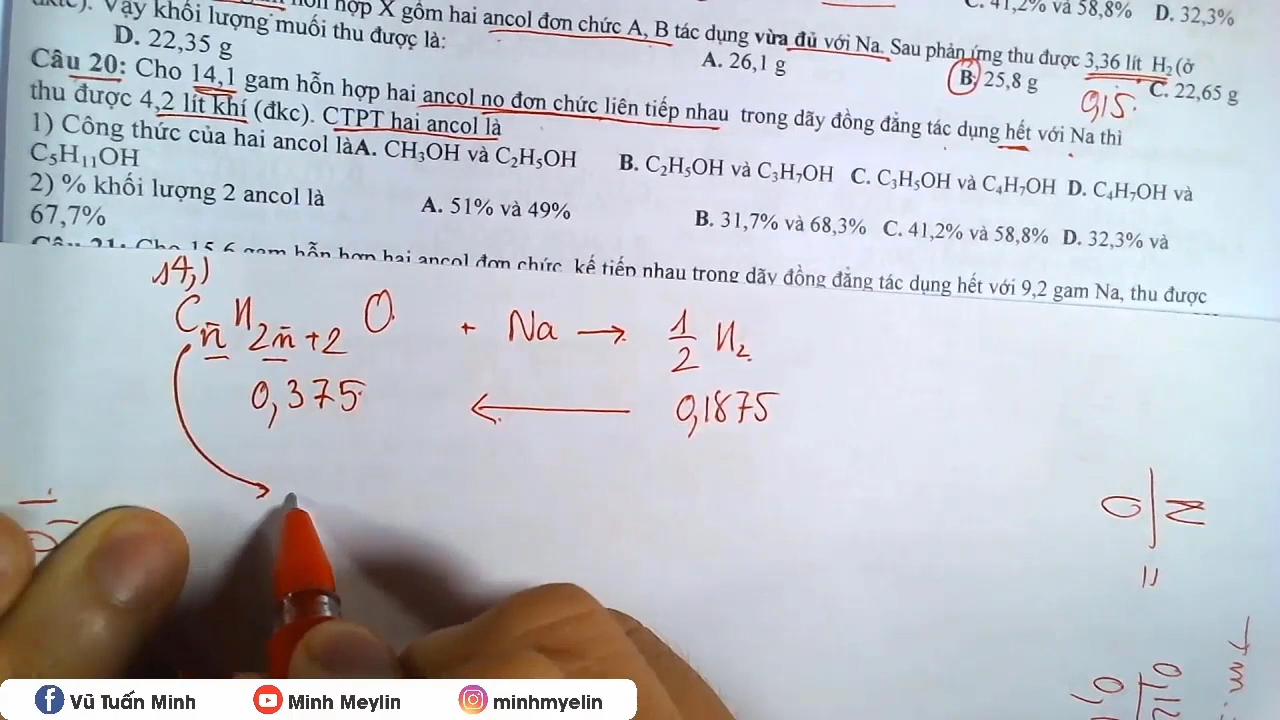 C. 41,2% và 58,8% D. 32,3%
hỗn hợp X gồm hai ancol đơn chức A, B tác dụng vừa đủ với Na. Sau phản ứng thu được 3,36 lít H₂ (ở
Vậy khối lượng muối thu được là: A. 26,1 g B. 25,8 g C. 22,65 g
D. 22,35 g
0,15
Câu 20: Cho 14,1 gam hỗn hợp hai ancol no đơn chức liên tiếp nhau trong dãy đồng đẳng tác dụng hết với Na thì
thu được 4,2 lít khí (đkc). CTPT hai ancol là
1) Công thức của hai ancol làA. CH₃OH và C₂H₅OH B. C₂H₅OH và C₃H₇OH C. C₃H₅OH và C₄H₇OH D. C₄H₇OH và
C₅H₁₁OH
2) % khối lượng 2 ancol là A. 51% và 49% B. 31,7% và 68,3% C. 41,2% và 58,8% D. 32,3% và
67,7%
Câu 21: Cho 15,6 gam hỗn hợp hai ancol đơn chức, kế tiếp nhau trong dãy đồng đẳng tác dụng hết với 9,2 gam Na, thu được
14,1
Cn̄H2n̄+2O + Na → 1/2 H₂
0,375 ← 0,1875
Vũ Tuấn Minh Minh Meylin minhmyelin